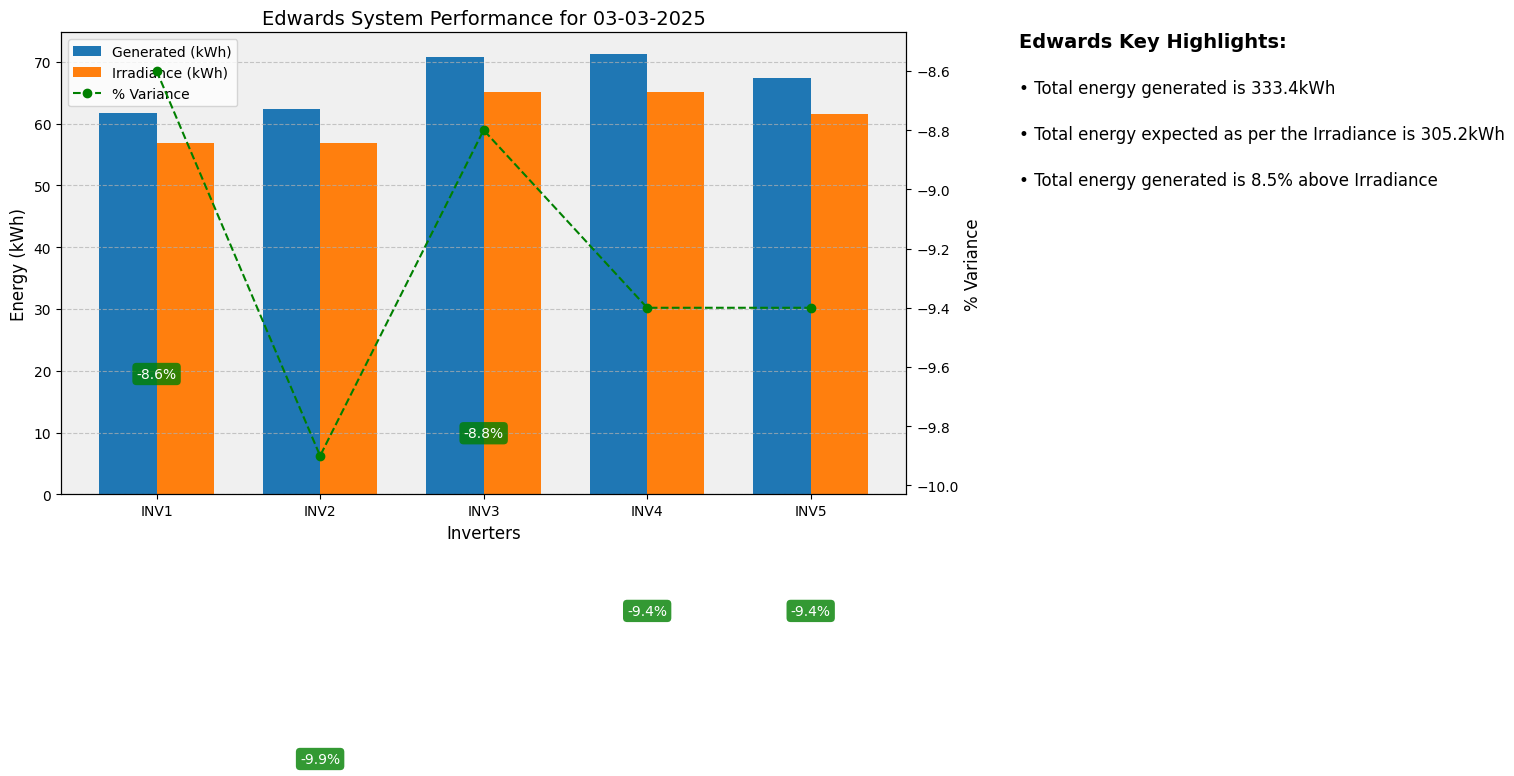 Edwards System Performance for 03-03-2025
Generated (kWh)
Irradiance (kWh)
% Variance
Energy (kWh)
70
60
50
40
30
20
10
0
−8.6
−8.8
−9.0
−9.2
−9.4
−9.6
−9.8
−10.0
% Variance
-8.6%
-8.8%
INV1 INV2 INV3 INV4 INV5
Inverters
-9.4% -9.4%
-9.9%
Edwards Key Highlights:
• Total energy generated is 333.4kWh
• Total energy expected as per the Irradiance is 305.2kWh
• Total energy generated is 8.5% above Irradiance